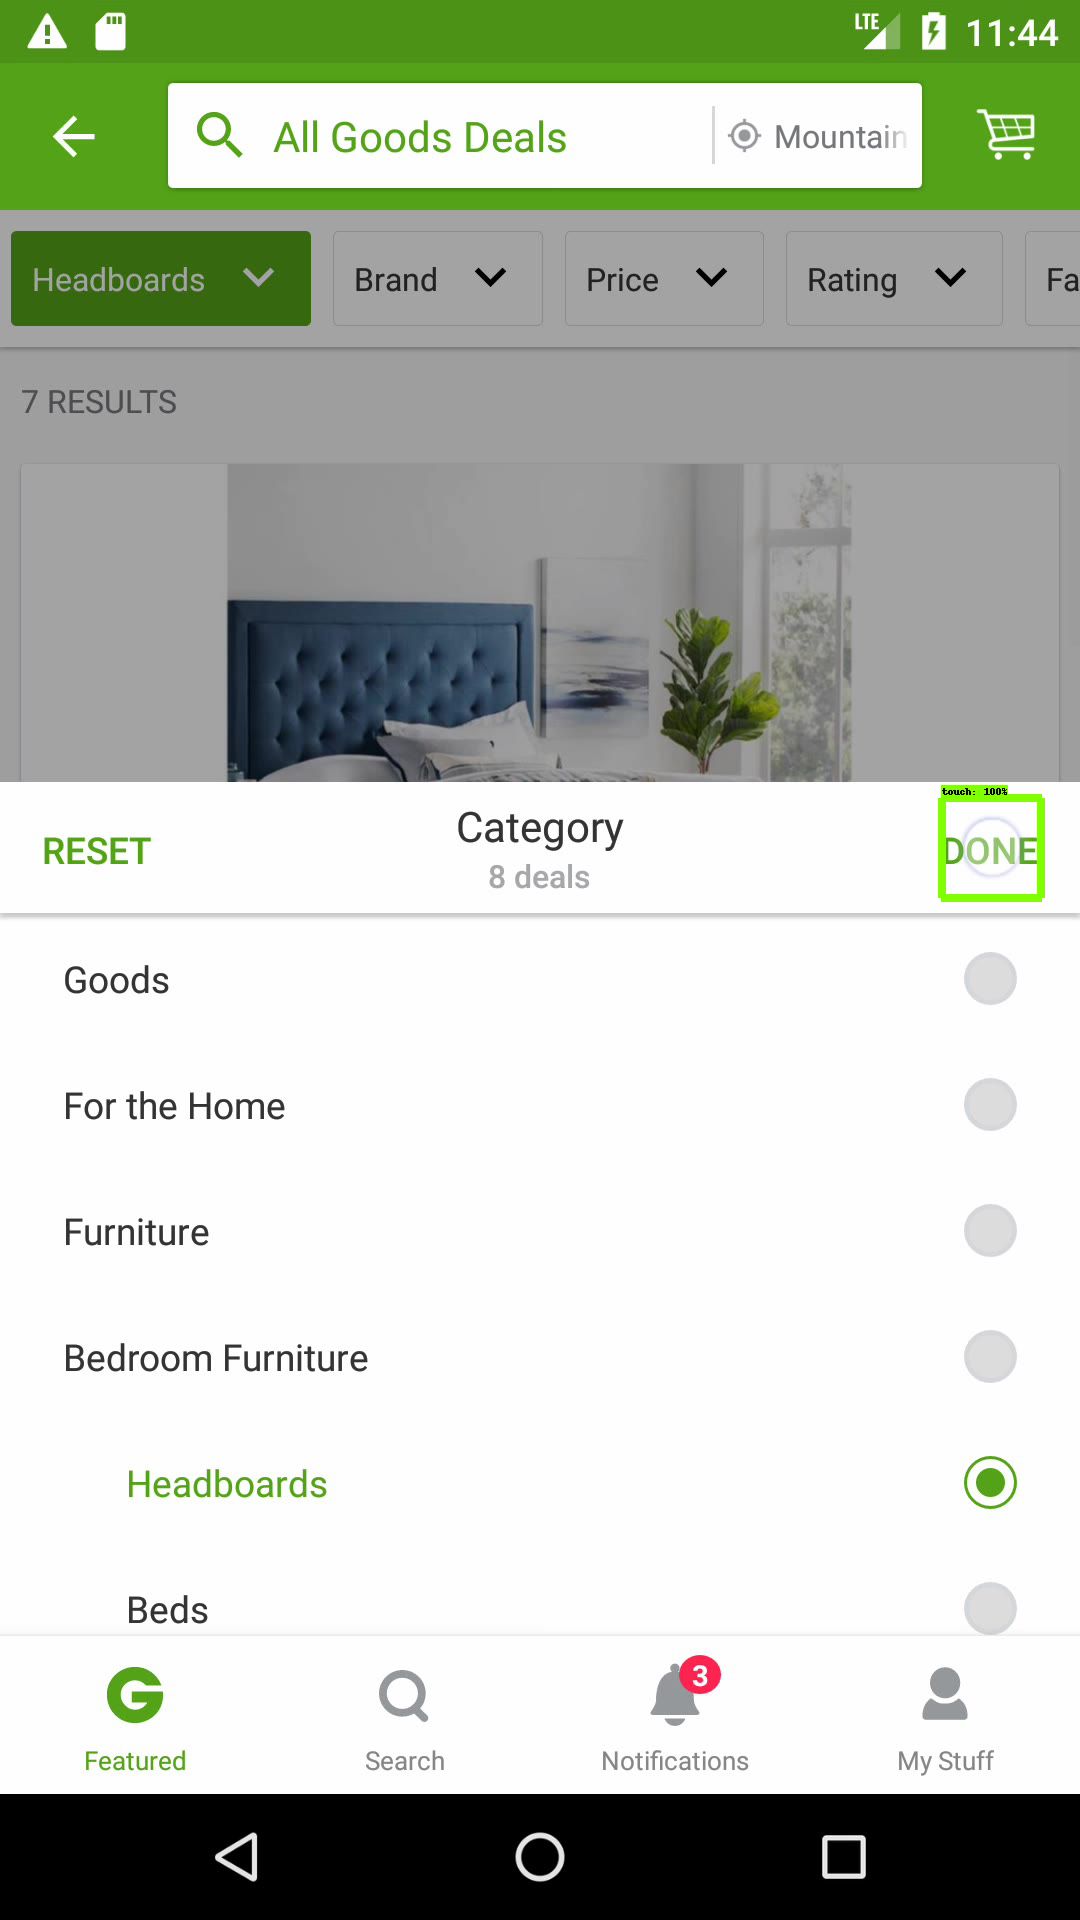 LTE 11:44
All Goods Deals Mountain
Headboards Brand Price Rating Fa
7 RESULTS
touch: 100%
RESET Category DONE
8 deals
Goods
For the Home
Furniture
Bedroom Furniture
Headboards
Beds
3
Featured Search Notifications My Stuff